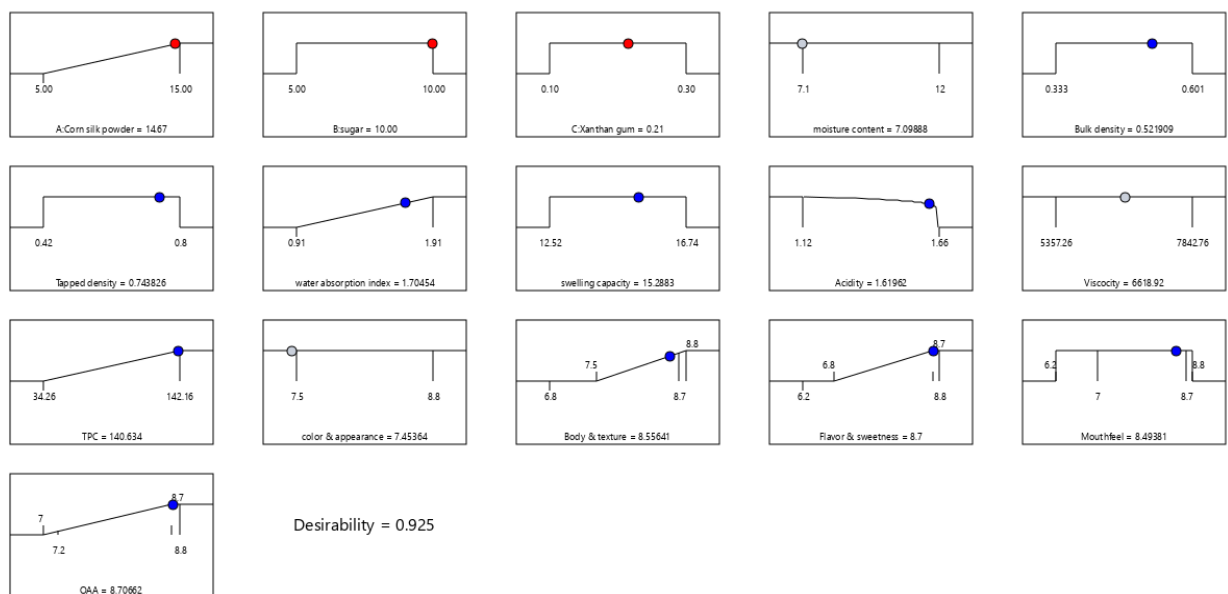 5.00 15.00
A:Corn silk powder = 14.67
5.00 10.00
B:sugar = 10.00
0.10 0.30
C:Xanthan gum = 0.21
7.1 12
moisture content = 7.09888
0.333 0.601
Bulk density = 0.521909
0.42 0.8
Tapped density = 0.743826
0.91 1.91
water absorption index = 1.70454
12.52 16.74
swelling capacity = 15.2883
1.12 1.66
Acidity = 1.61962
5357.26 7842.76
Viscocity = 6618.92
34.26 142.16
TPC = 140.634
7.5 8.8
color & appearance = 7.45364
8.8
7.5
6.8 8.7
Body & texture = 8.55641
8.7
6.8
6.2 8.8
Flavor & sweetness = 8.7
6.2 8.8
7 8.7
Mouthfeel = 8.49381
8.7
7
7.2 8.8
OAA = 8.70662
Desirability = 0.925